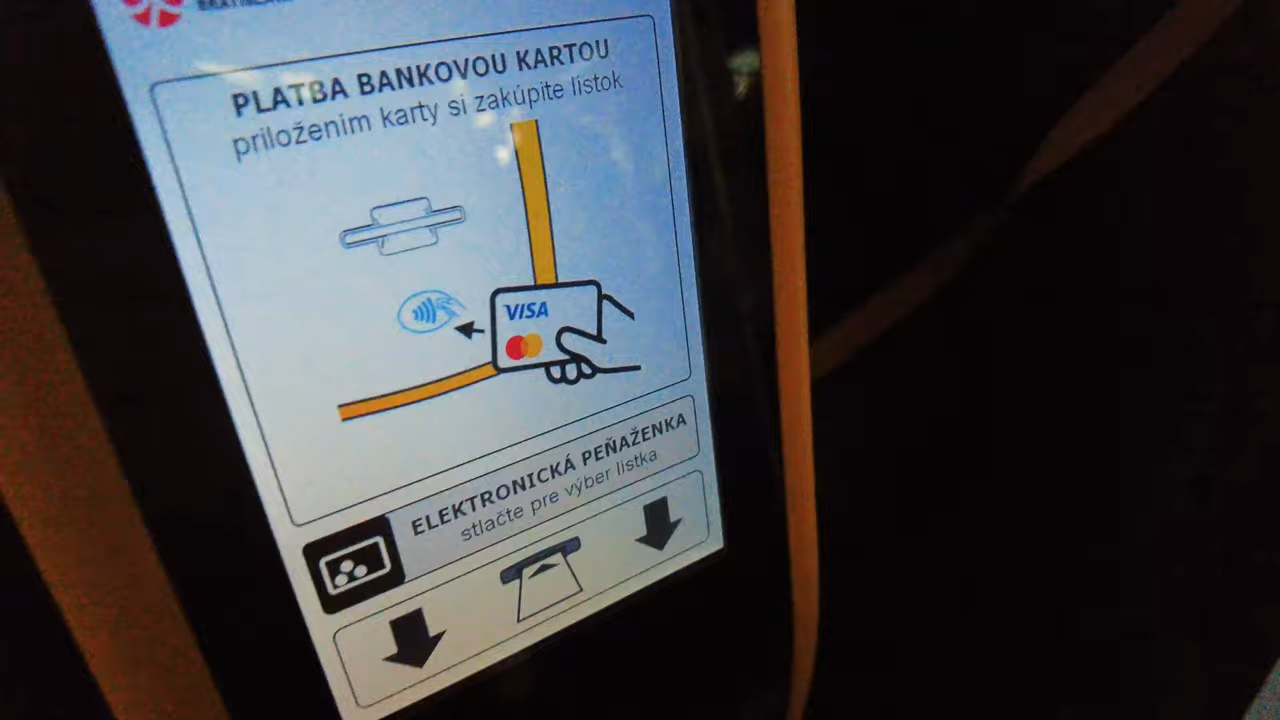 PLATBA BANKOVOU KARTOU
priložením karty si zakúpite lístok
VISA
ELEKTRONICKÁ PEŇAŽENKA
stlačte pre výber lístka